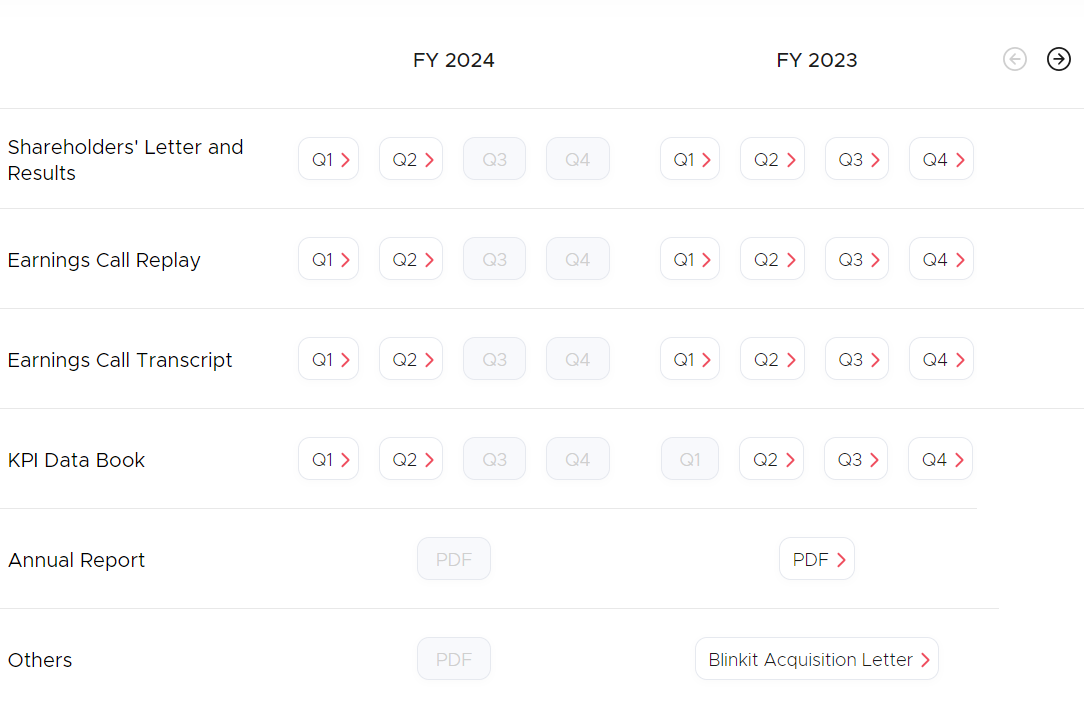 FY 2024 FY 2023
Shareholders' Letter and
Results
Q1 Q2 Q3 Q4 Q1 Q2 Q3 Q4
Earnings Call Replay Q1 Q2 Q3 Q4 Q1 Q2 Q3 Q4
Earnings Call Transcript Q1 Q2 Q3 Q4 Q1 Q2 Q3 Q4
KPI Data Book Q1 Q2 Q3 Q4 Q1 Q2 Q3 Q4
Annual Report PDF PDF
Others PDF Blinkit Acquisition Letter